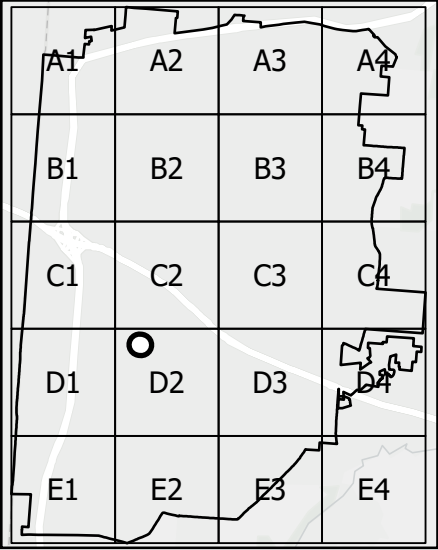 A1 A2 A3 A4
B1 B2 B3 B4
C1 C2 C3 C4
D1 D2 D3 D4
E1 E2 E3 E4